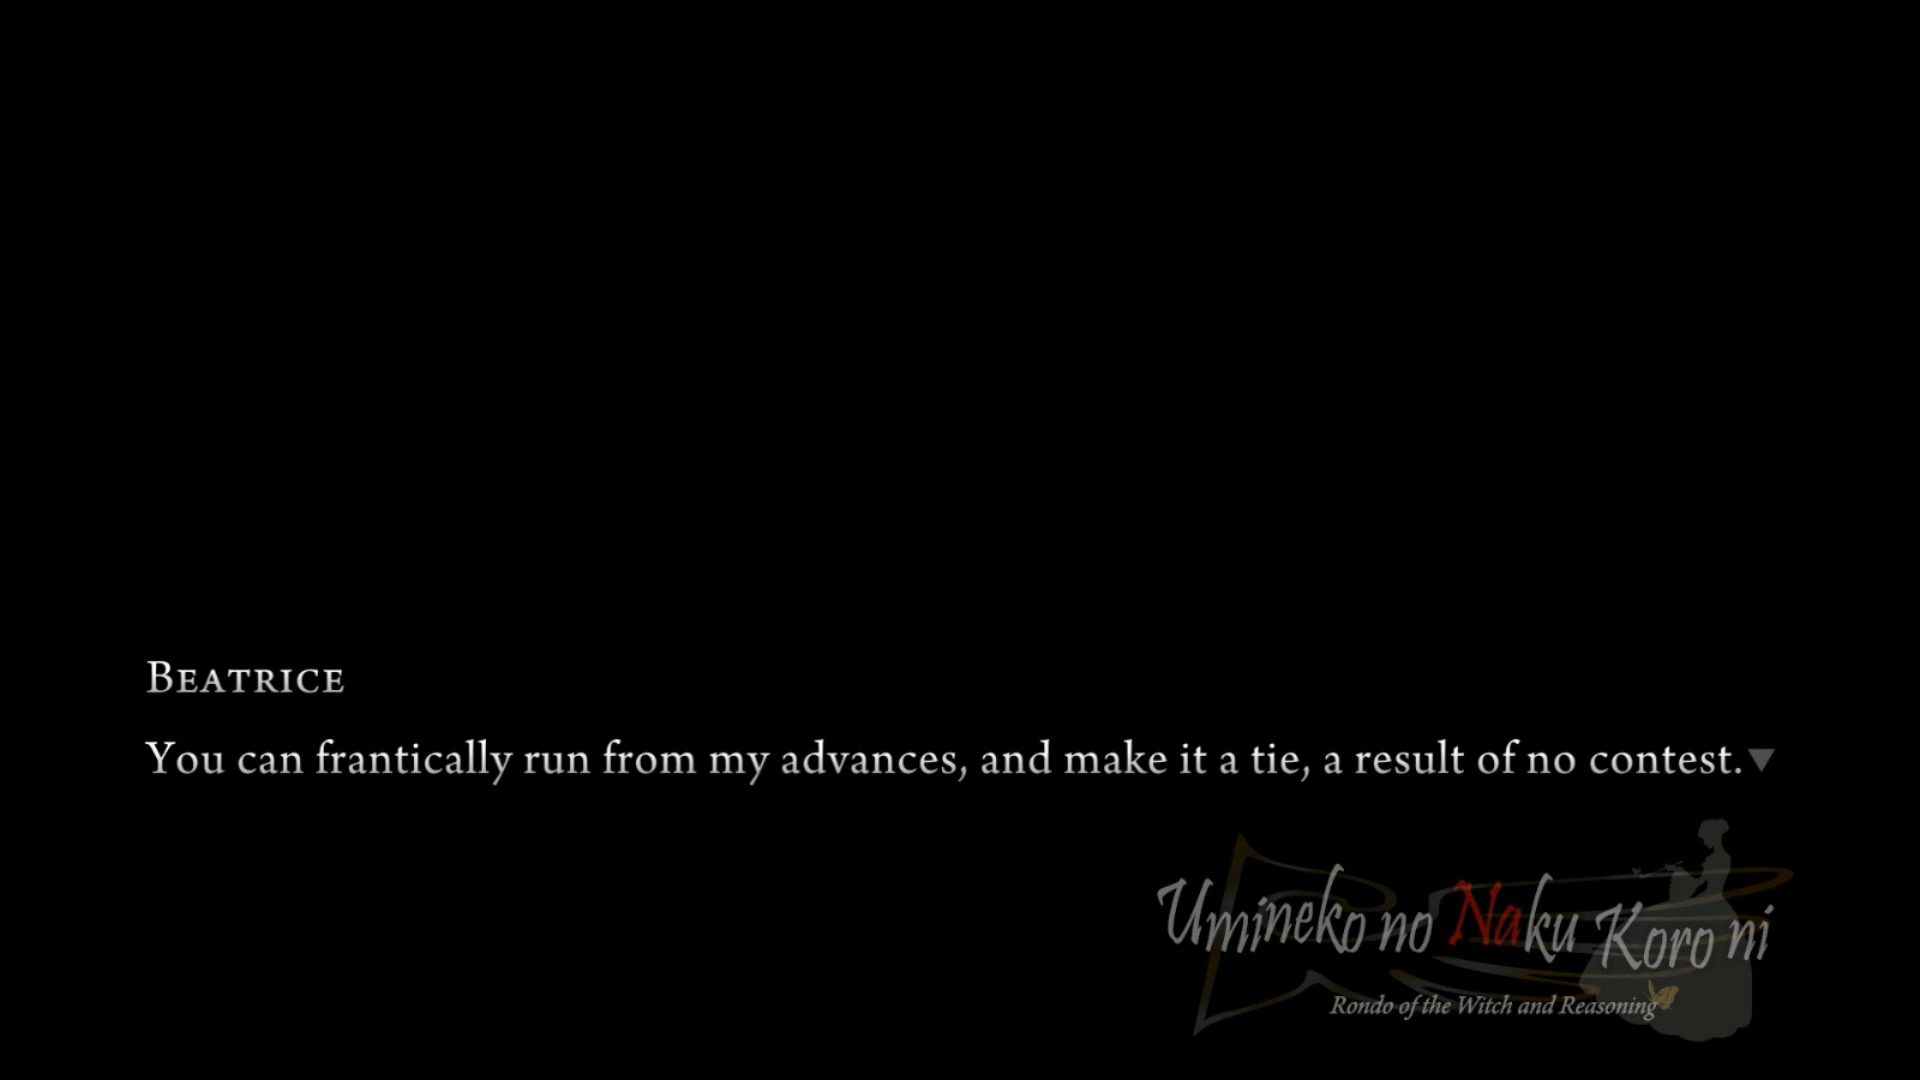 BEATRICE
You can frantically run from my advances, and make it a tie, a result of no contest.
Umineko no Naku Koro ni
Rondo of the Witch and Reasoning